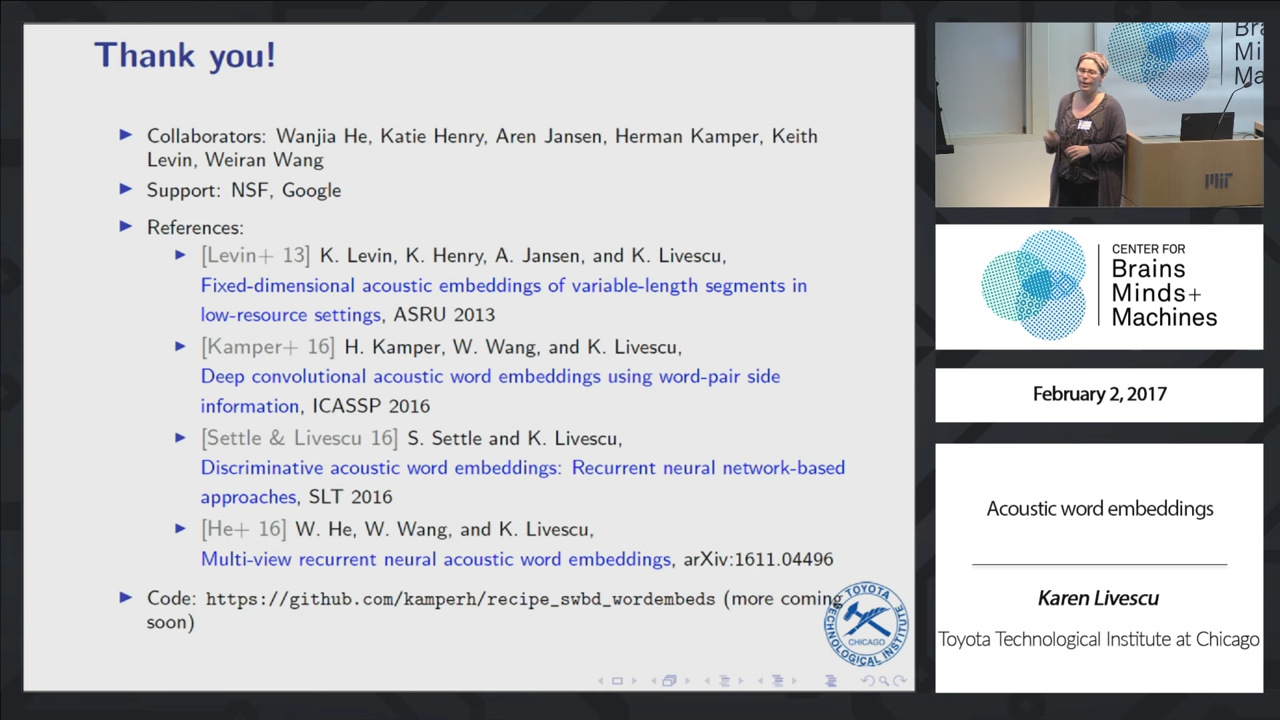 Thank you!
Collaborators: Wanjia He, Katie Henry, Aren Jansen, Herman Kamper, Keith
Levin, Weiran Wang
Support: NSF, Google
References:
[Levin+ 13] K. Levin, K. Henry, A. Jansen, and K. Livescu,
Fixed-dimensional acoustic embeddings of variable-length segments in
low-resource settings, ASRU 2013
[Kamper+ 16] H. Kamper, W. Wang, and K. Livescu,
Deep convolutional acoustic word embeddings using word-pair side
information, ICASSP 2016
[Settle & Livescu 16] S. Settle and K. Livescu,
Discriminative acoustic word embeddings: Recurrent neural network-based
approaches, SLT 2016
[He+ 16] W. He, W. Wang, and K. Livescu,
Multi-view recurrent neural acoustic word embeddings, arXiv:1611.04496
Code: https://github.com/kamperh/recipe_swbd_wordembeds (more coming
soon)
TOYOTA
TECHNOLOGICAL INSTITUTE
CHICAGO
Bra
Mi
Ma
MIT
CENTER FOR
Brains
Minds+
Machines
February 2, 2017
Acoustic word embeddings
Karen Livescu
Toyota Technological Institute at Chicago